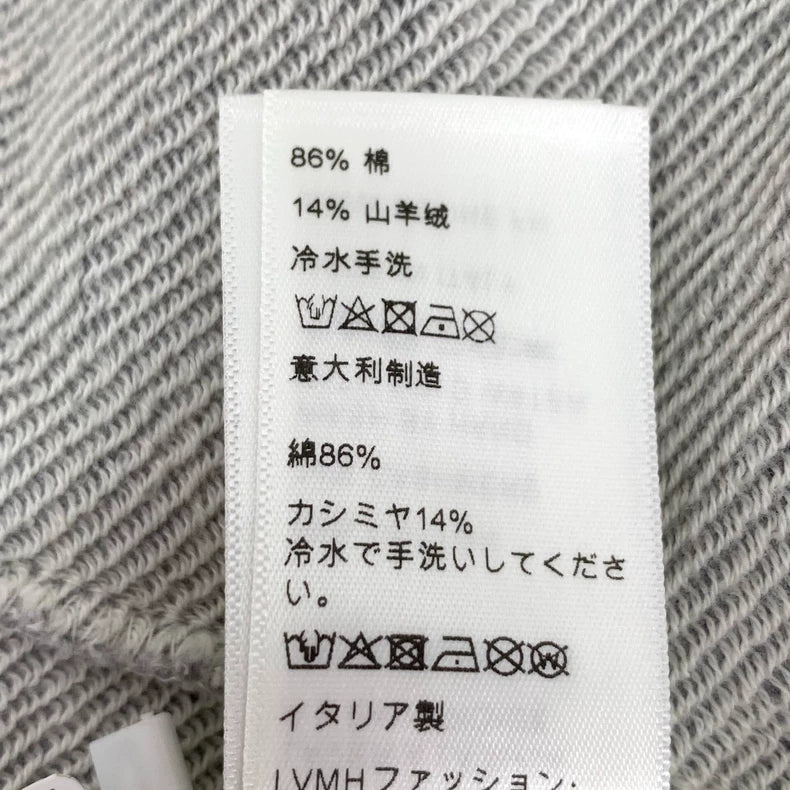 86% 棉
14% 山羊绒
冷水手洗
意大利制造
綿86%
カシミヤ14%
冷水で手洗いしてくださ
い。
イタリア製
LVMHファッション・